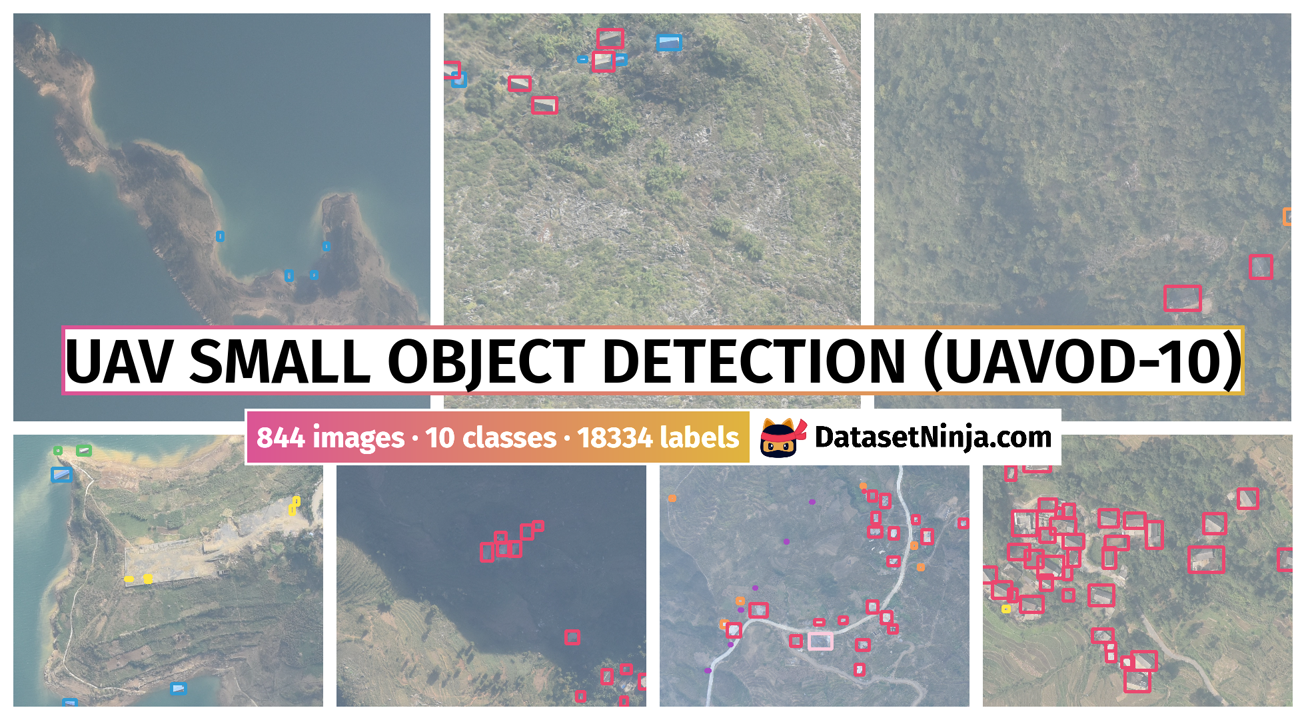 UAV SMALL OBJECT DETECTION (UAVOD-10)
844 images · 10 classes · 18334 labels
DatasetNinja.com